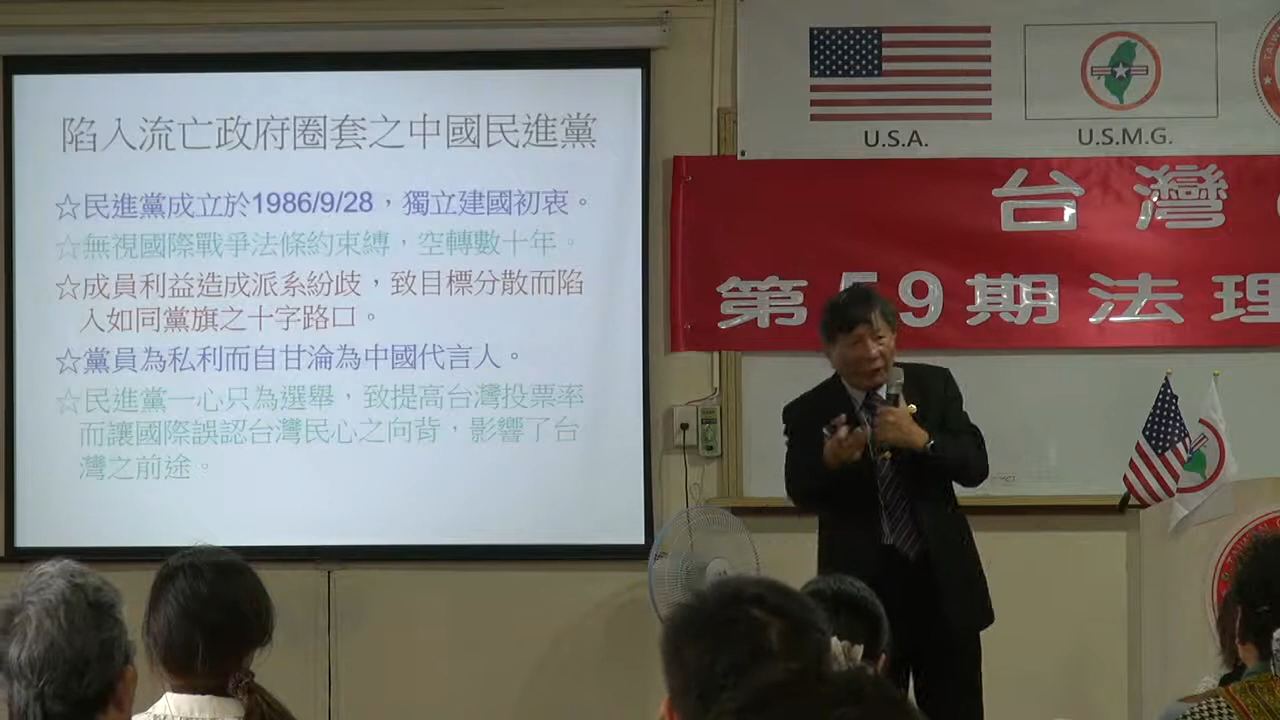 陷入流亡政府圈套之中國民進黨
☆民進黨成立於1986/9/28，獨立建國初衷。
☆無視國際戰爭法條約束縛，空轉數十年。
☆成員利益造成派系紛歧，致目標分散而陷
入如同黨旗之十字路口。
☆黨員為私利而自甘淪為中國代言人。
☆民進黨一心只為選舉，致提高台灣投票率
而讓國際誤認台灣民心之向背，影響了台
灣之前途。
U.S.A.
U.S.M.G.
台灣
第59期法理